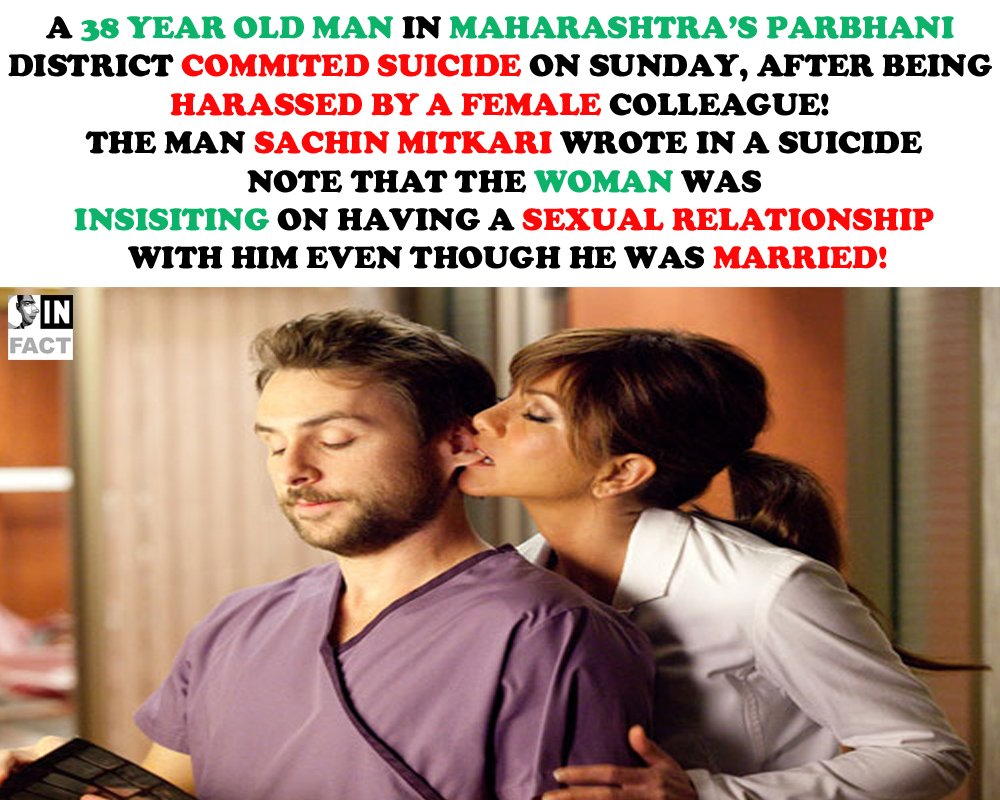 A 38 YEAR OLD MAN IN MAHARASHTRA'S PARBHANI
DISTRICT COMMITED SUICIDE ON SUNDAY, AFTER BEING
HARASSED BY A FEMALE COLLEAGUE!
THE MAN SACHIN MITKARI WROTE IN A SUICIDE
NOTE THAT THE WOMAN WAS
INSISITING ON HAVING A SEXUAL RELATIONSHIP
WITH HIM EVEN THOUGH HE WAS MARRIED!
IN
FACT